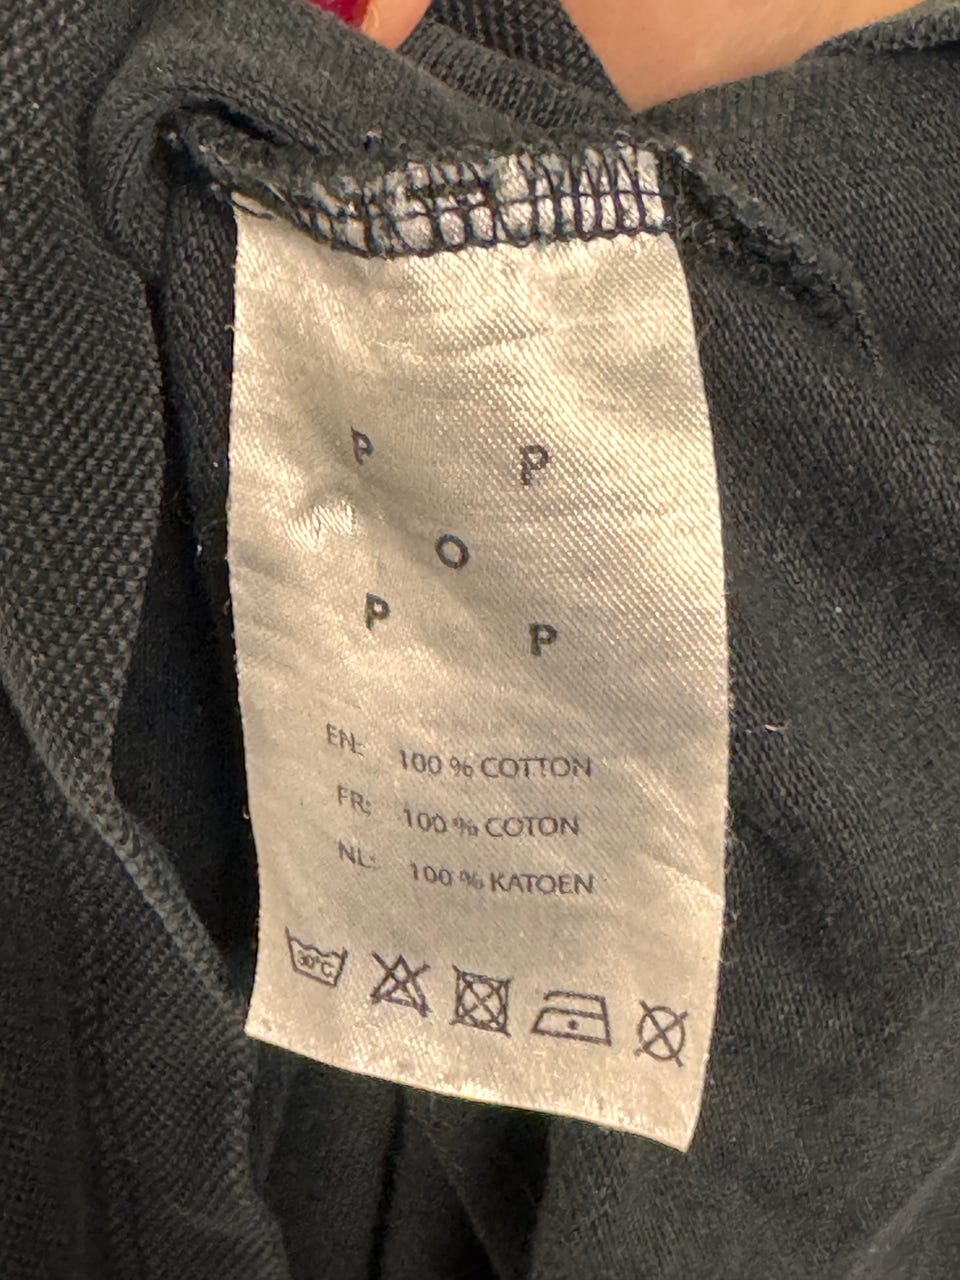 P P
O
P P
EN: 100 % COTTON
FR: 100 % COTON
NL: 100 % KATOEN
30°C